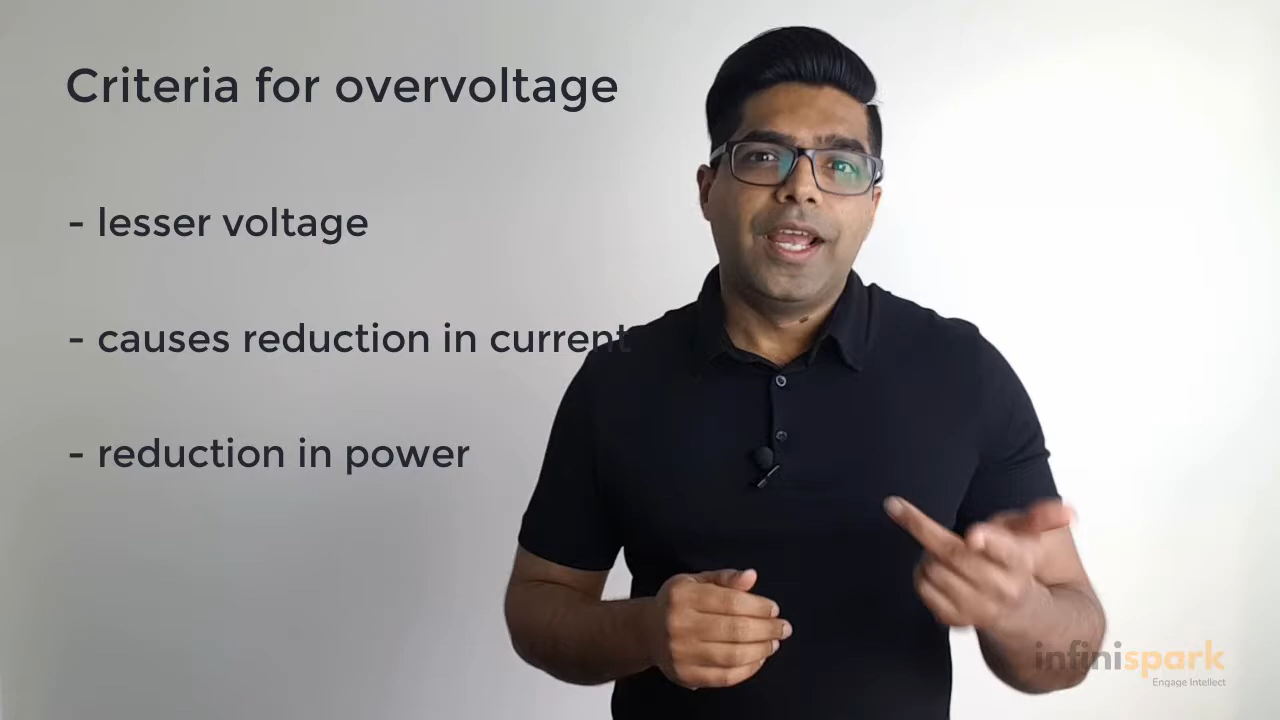 Criteria for overvoltage
- lesser voltage
- causes reduction in current
- reduction in power
infinispark
Engage Intellect